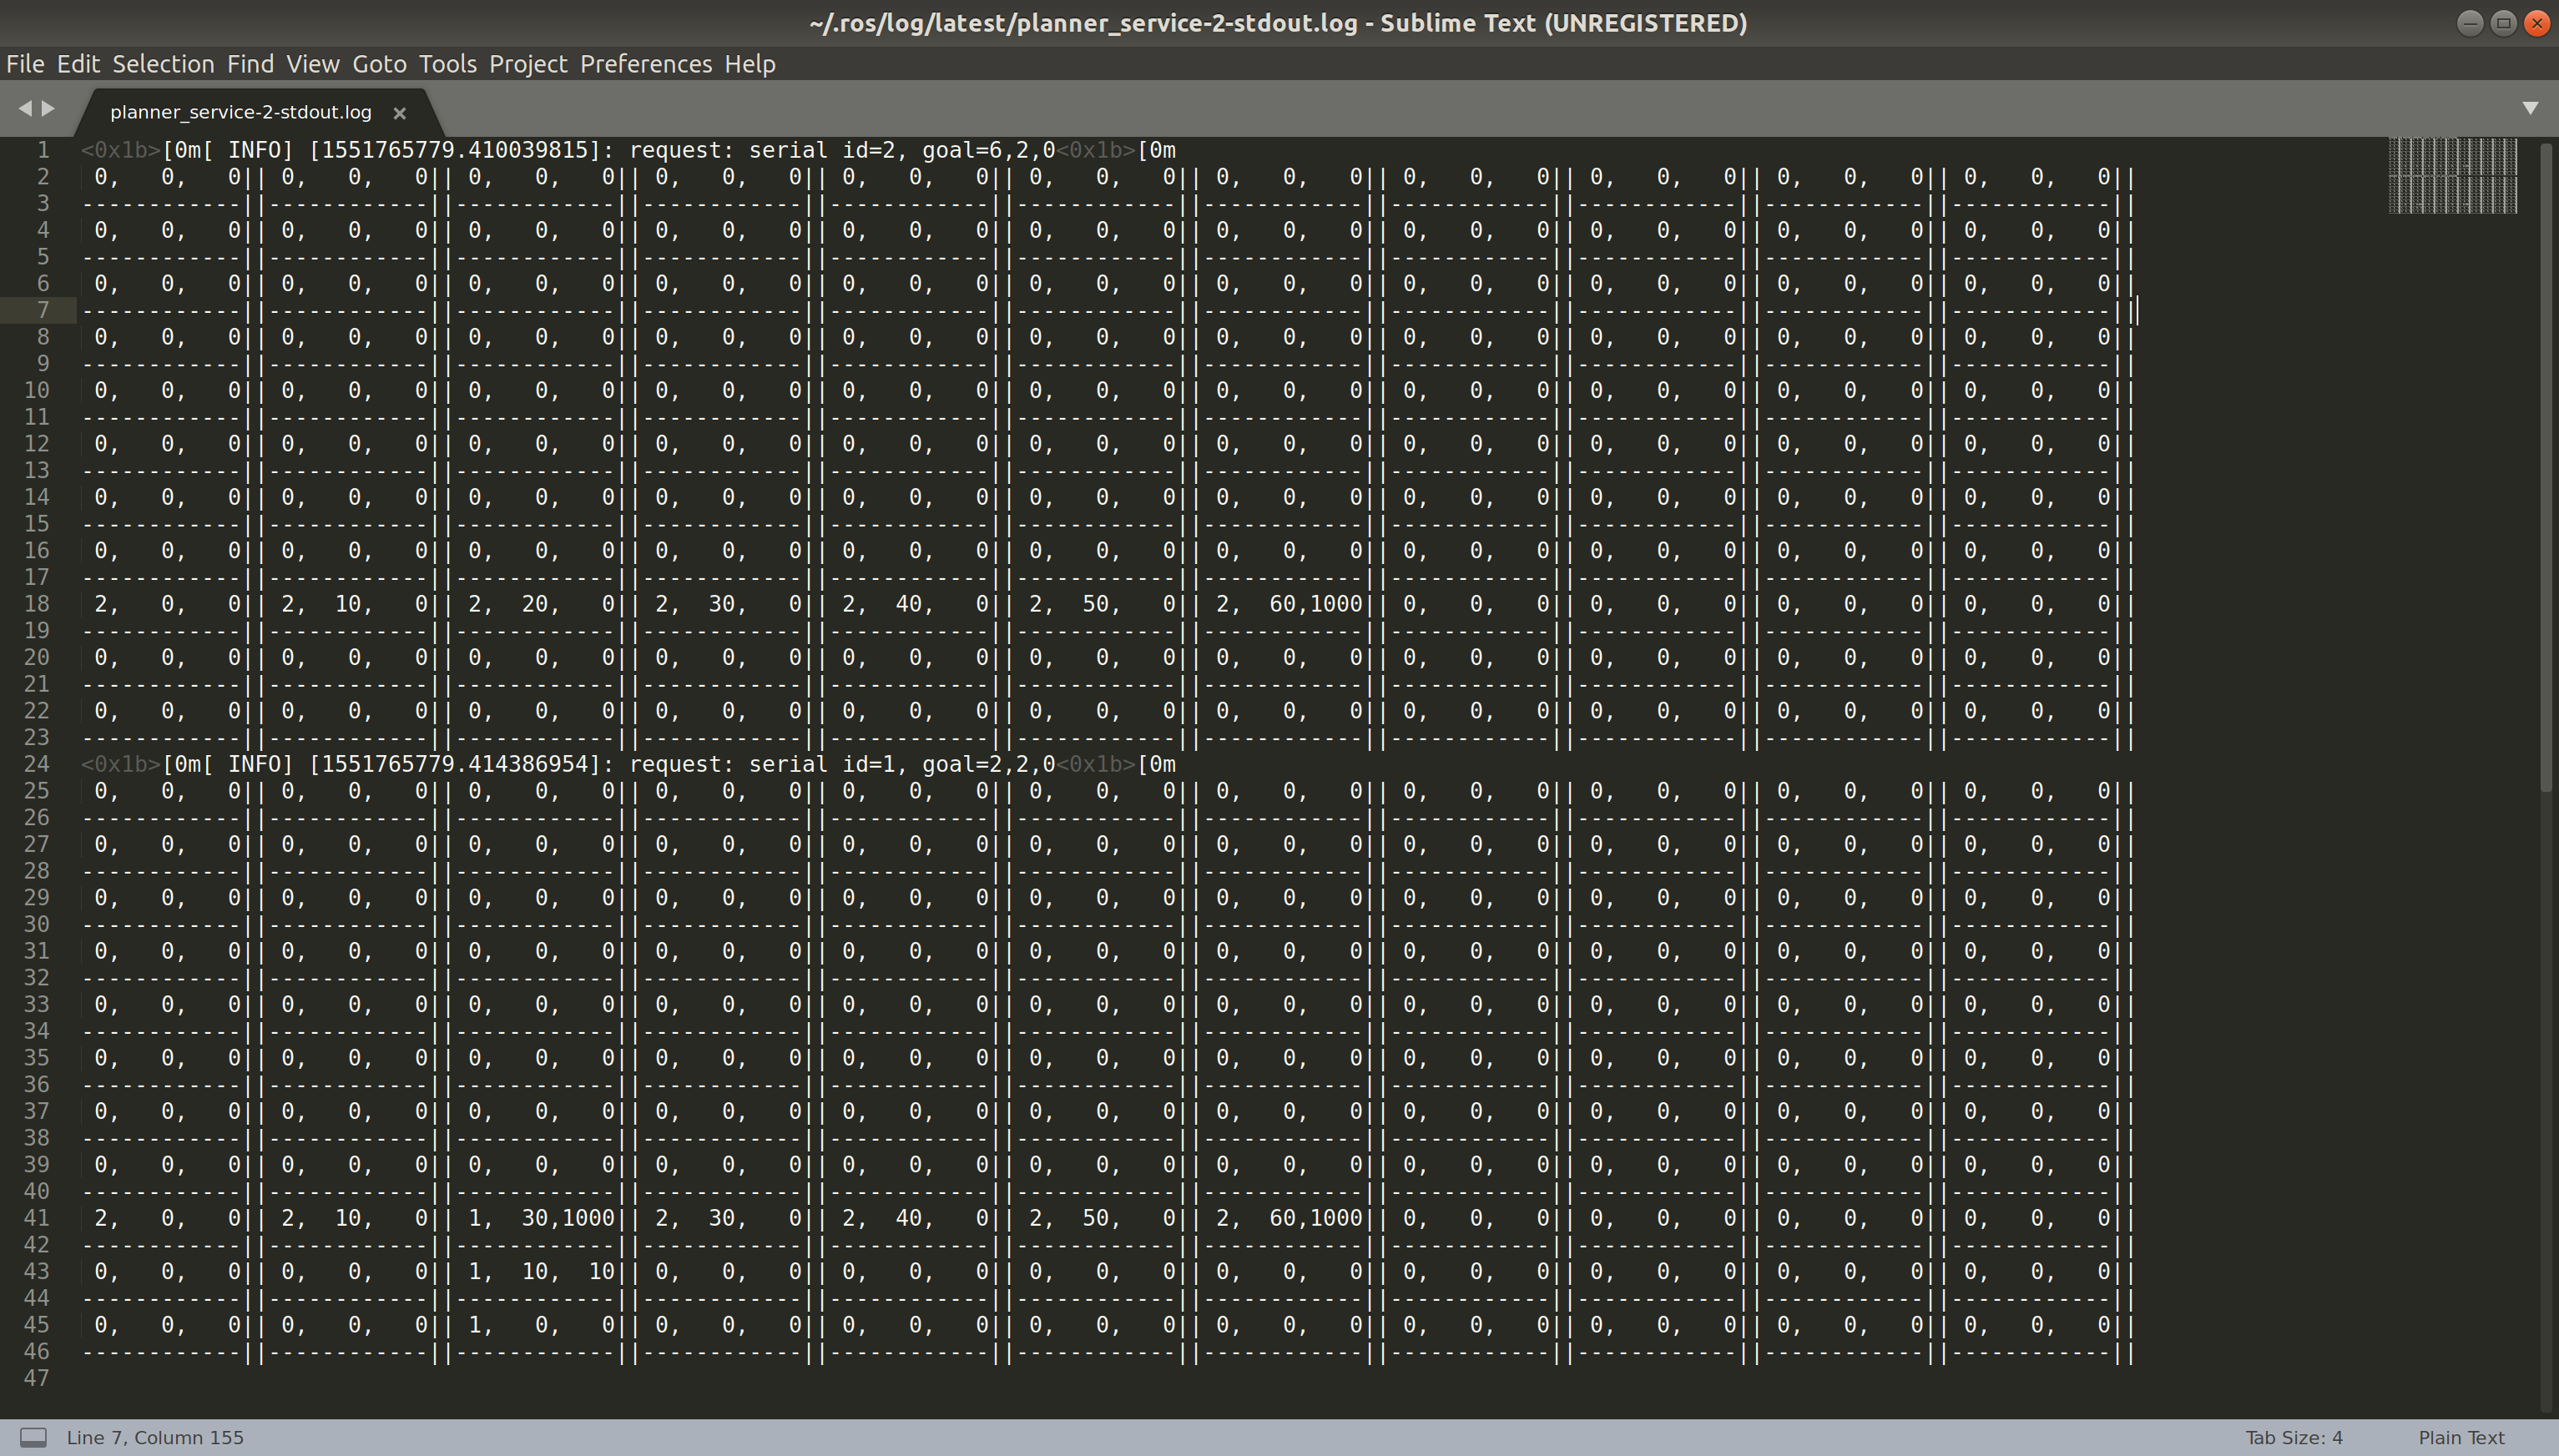 ~/.ros/log/latest/planner_service-2-stdout.log - Sublime Text (UNREGISTERED)
File Edit Selection Find View Goto Tools Project Preferences Help
planner_service-2-stdout.log ×
1 <0x1b>[0m[ INFO] [1551765779.410039815]: request: serial id=2, goal=6,2,0<0x1b>[0m
2  0,   0,   0|| 0,   0,   0|| 0,   0,   0|| 0,   0,   0|| 0,   0,   0|| 0,   0,   0|| 0,   0,   0|| 0,   0,   0|| 0,   0,   0|| 0,   0,   0|| 0,   0,   0||
3 ------------||------------||------------||------------||------------||------------||------------||------------||------------||------------||------------||
4  0,   0,   0|| 0,   0,   0|| 0,   0,   0|| 0,   0,   0|| 0,   0,   0|| 0,   0,   0|| 0,   0,   0|| 0,   0,   0|| 0,   0,   0|| 0,   0,   0|| 0,   0,   0||
5 ------------||------------||------------||------------||------------||------------||------------||------------||------------||------------||------------||
6  0,   0,   0|| 0,   0,   0|| 0,   0,   0|| 0,   0,   0|| 0,   0,   0|| 0,   0,   0|| 0,   0,   0|| 0,   0,   0|| 0,   0,   0|| 0,   0,   0|| 0,   0,   0||
7 ------------||------------||------------||------------||------------||------------||------------||------------||------------||------------||------------||
8  0,   0,   0|| 0,   0,   0|| 0,   0,   0|| 0,   0,   0|| 0,   0,   0|| 0,   0,   0|| 0,   0,   0|| 0,   0,   0|| 0,   0,   0|| 0,   0,   0|| 0,   0,   0||
9 ------------||------------||------------||------------||------------||------------||------------||------------||------------||------------||------------||
10  0,   0,   0|| 0,   0,   0|| 0,   0,   0|| 0,   0,   0|| 0,   0,   0|| 0,   0,   0|| 0,   0,   0|| 0,   0,   0|| 0,   0,   0|| 0,   0,   0|| 0,   0,   0||
11 ------------||------------||------------||------------||------------||------------||------------||------------||------------||------------||------------||
12  0,   0,   0|| 0,   0,   0|| 0,   0,   0|| 0,   0,   0|| 0,   0,   0|| 0,   0,   0|| 0,   0,   0|| 0,   0,   0|| 0,   0,   0|| 0,   0,   0|| 0,   0,   0||
13 ------------||------------||------------||------------||------------||------------||------------||------------||------------||------------||------------||
14  0,   0,   0|| 0,   0,   0|| 0,   0,   0|| 0,   0,   0|| 0,   0,   0|| 0,   0,   0|| 0,   0,   0|| 0,   0,   0|| 0,   0,   0|| 0,   0,   0|| 0,   0,   0||
15 ------------||------------||------------||------------||------------||------------||------------||------------||------------||------------||------------||
16  0,   0,   0|| 0,   0,   0|| 0,   0,   0|| 0,   0,   0|| 0,   0,   0|| 0,   0,   0|| 0,   0,   0|| 0,   0,   0|| 0,   0,   0|| 0,   0,   0|| 0,   0,   0||
17 ------------||------------||------------||------------||------------||------------||------------||------------||------------||------------||------------||
18  2,   0,   0|| 2,  10,   0|| 2,  20,   0|| 2,  30,   0|| 2,  40,   0|| 2,  50,   0|| 2,  60,1000|| 0,   0,   0|| 0,   0,   0|| 0,   0,   0|| 0,   0,   0||
19 ------------||------------||------------||------------||------------||------------||------------||------------||------------||------------||------------||
20  0,   0,   0|| 0,   0,   0|| 0,   0,   0|| 0,   0,   0|| 0,   0,   0|| 0,   0,   0|| 0,   0,   0|| 0,   0,   0|| 0,   0,   0|| 0,   0,   0|| 0,   0,   0||
21 ------------||------------||------------||------------||------------||------------||------------||------------||------------||------------||------------||
22  0,   0,   0|| 0,   0,   0|| 0,   0,   0|| 0,   0,   0|| 0,   0,   0|| 0,   0,   0|| 0,   0,   0|| 0,   0,   0|| 0,   0,   0|| 0,   0,   0|| 0,   0,   0||
23 ------------||------------||------------||------------||------------||------------||------------||------------||------------||------------||------------||
24 <0x1b>[0m[ INFO] [1551765779.414386954]: request: serial id=1, goal=2,2,0<0x1b>[0m
25  0,   0,   0|| 0,   0,   0|| 0,   0,   0|| 0,   0,   0|| 0,   0,   0|| 0,   0,   0|| 0,   0,   0|| 0,   0,   0|| 0,   0,   0|| 0,   0,   0|| 0,   0,   0||
26 ------------||------------||------------||------------||------------||------------||------------||------------||------------||------------||------------||
27  0,   0,   0|| 0,   0,   0|| 0,   0,   0|| 0,   0,   0|| 0,   0,   0|| 0,   0,   0|| 0,   0,   0|| 0,   0,   0|| 0,   0,   0|| 0,   0,   0|| 0,   0,   0||
28 ------------||------------||------------||------------||------------||------------||------------||------------||------------||------------||------------||
29  0,   0,   0|| 0,   0,   0|| 0,   0,   0|| 0,   0,   0|| 0,   0,   0|| 0,   0,   0|| 0,   0,   0|| 0,   0,   0|| 0,   0,   0|| 0,   0,   0|| 0,   0,   0||
30 ------------||------------||------------||------------||------------||------------||------------||------------||------------||------------||------------||
31  0,   0,   0|| 0,   0,   0|| 0,   0,   0|| 0,   0,   0|| 0,   0,   0|| 0,   0,   0|| 0,   0,   0|| 0,   0,   0|| 0,   0,   0|| 0,   0,   0|| 0,   0,   0||
32 ------------||------------||------------||------------||------------||------------||------------||------------||------------||------------||------------||
33  0,   0,   0|| 0,   0,   0|| 0,   0,   0|| 0,   0,   0|| 0,   0,   0|| 0,   0,   0|| 0,   0,   0|| 0,   0,   0|| 0,   0,   0|| 0,   0,   0|| 0,   0,   0||
34 ------------||------------||------------||------------||------------||------------||------------||------------||------------||------------||------------||
35  0,   0,   0|| 0,   0,   0|| 0,   0,   0|| 0,   0,   0|| 0,   0,   0|| 0,   0,   0|| 0,   0,   0|| 0,   0,   0|| 0,   0,   0|| 0,   0,   0|| 0,   0,   0||
36 ------------||------------||------------||------------||------------||------------||------------||------------||------------||------------||------------||
37  0,   0,   0|| 0,   0,   0|| 0,   0,   0|| 0,   0,   0|| 0,   0,   0|| 0,   0,   0|| 0,   0,   0|| 0,   0,   0|| 0,   0,   0|| 0,   0,   0|| 0,   0,   0||
38 ------------||------------||------------||------------||------------||------------||------------||------------||------------||------------||------------||
39  0,   0,   0|| 0,   0,   0|| 0,   0,   0|| 0,   0,   0|| 0,   0,   0|| 0,   0,   0|| 0,   0,   0|| 0,   0,   0|| 0,   0,   0|| 0,   0,   0|| 0,   0,   0||
40 ------------||------------||------------||------------||------------||------------||------------||------------||------------||------------||------------||
41  2,   0,   0|| 2,  10,   0|| 1,  30,1000|| 2,  30,   0|| 2,  40,   0|| 2,  50,   0|| 2,  60,1000|| 0,   0,   0|| 0,   0,   0|| 0,   0,   0|| 0,   0,   0||
42 ------------||------------||------------||------------||------------||------------||------------||------------||------------||------------||------------||
43  0,   0,   0|| 0,   0,   0|| 1,  10,  10|| 0,   0,   0|| 0,   0,   0|| 0,   0,   0|| 0,   0,   0|| 0,   0,   0|| 0,   0,   0|| 0,   0,   0|| 0,   0,   0||
44 ------------||------------||------------||------------||------------||------------||------------||------------||------------||------------||------------||
45  0,   0,   0|| 0,   0,   0|| 1,   0,   0|| 0,   0,   0|| 0,   0,   0|| 0,   0,   0|| 0,   0,   0|| 0,   0,   0|| 0,   0,   0|| 0,   0,   0|| 0,   0,   0||
46 ------------||------------||------------||------------||------------||------------||------------||------------||------------||------------||------------||
47
Line 7, Column 155 Tab Size: 4 Plain Text